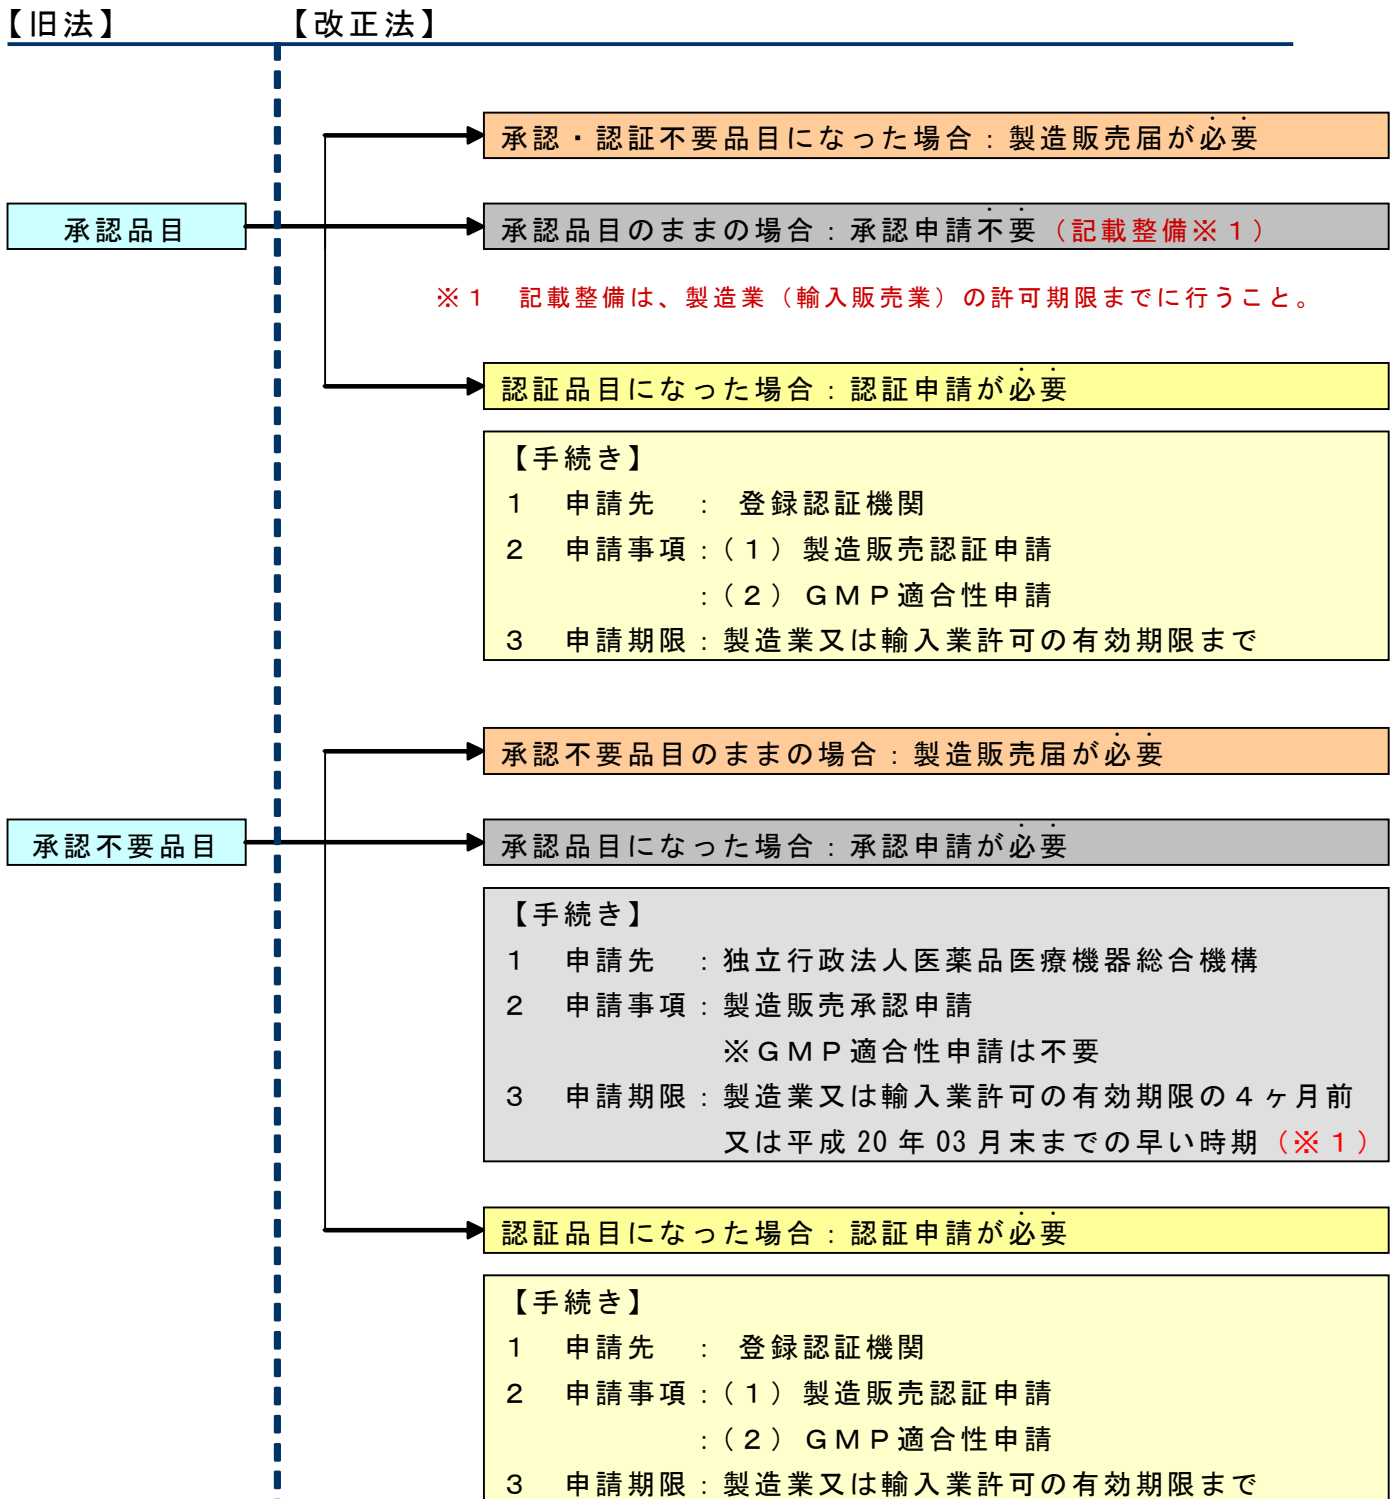 【旧法】 【改正法】
承認・認証不要品目になった場合：製造販売届が必要
承認品目
承認品目のままの場合：承認申請不要（記載整備※１）
※１　記載整備は、製造業（輸入販売業）の許可期限までに行うこと。
認証品目になった場合：認証申請が必要
【手続き】
１　申請先　： 登録認証機関
２　申請事項：（１）製造販売認証申請
：（２）ＧＭＰ適合性申請
３　申請期限：製造業又は輸入業許可の有効期限まで
承認不要品目のままの場合：製造販売届が必要
承認不要品目
承認品目になった場合：承認申請が必要
【手続き】
１　申請先　：独立行政法人医薬品医療機器総合機構
２　申請事項：製造販売承認申請
※ＧＭＰ適合性申請は不要
３　申請期限：製造業又は輸入業許可の有効期限の４ヶ月前
又は平成 20 年 03 月末までの早い時期（※１）
認証品目になった場合：認証申請が必要
【手続き】
１　申請先　： 登録認証機関
２　申請事項：（１）製造販売認証申請
：（２）ＧＭＰ適合性申請
３　申請期限：製造業又は輸入業許可の有効期限まで